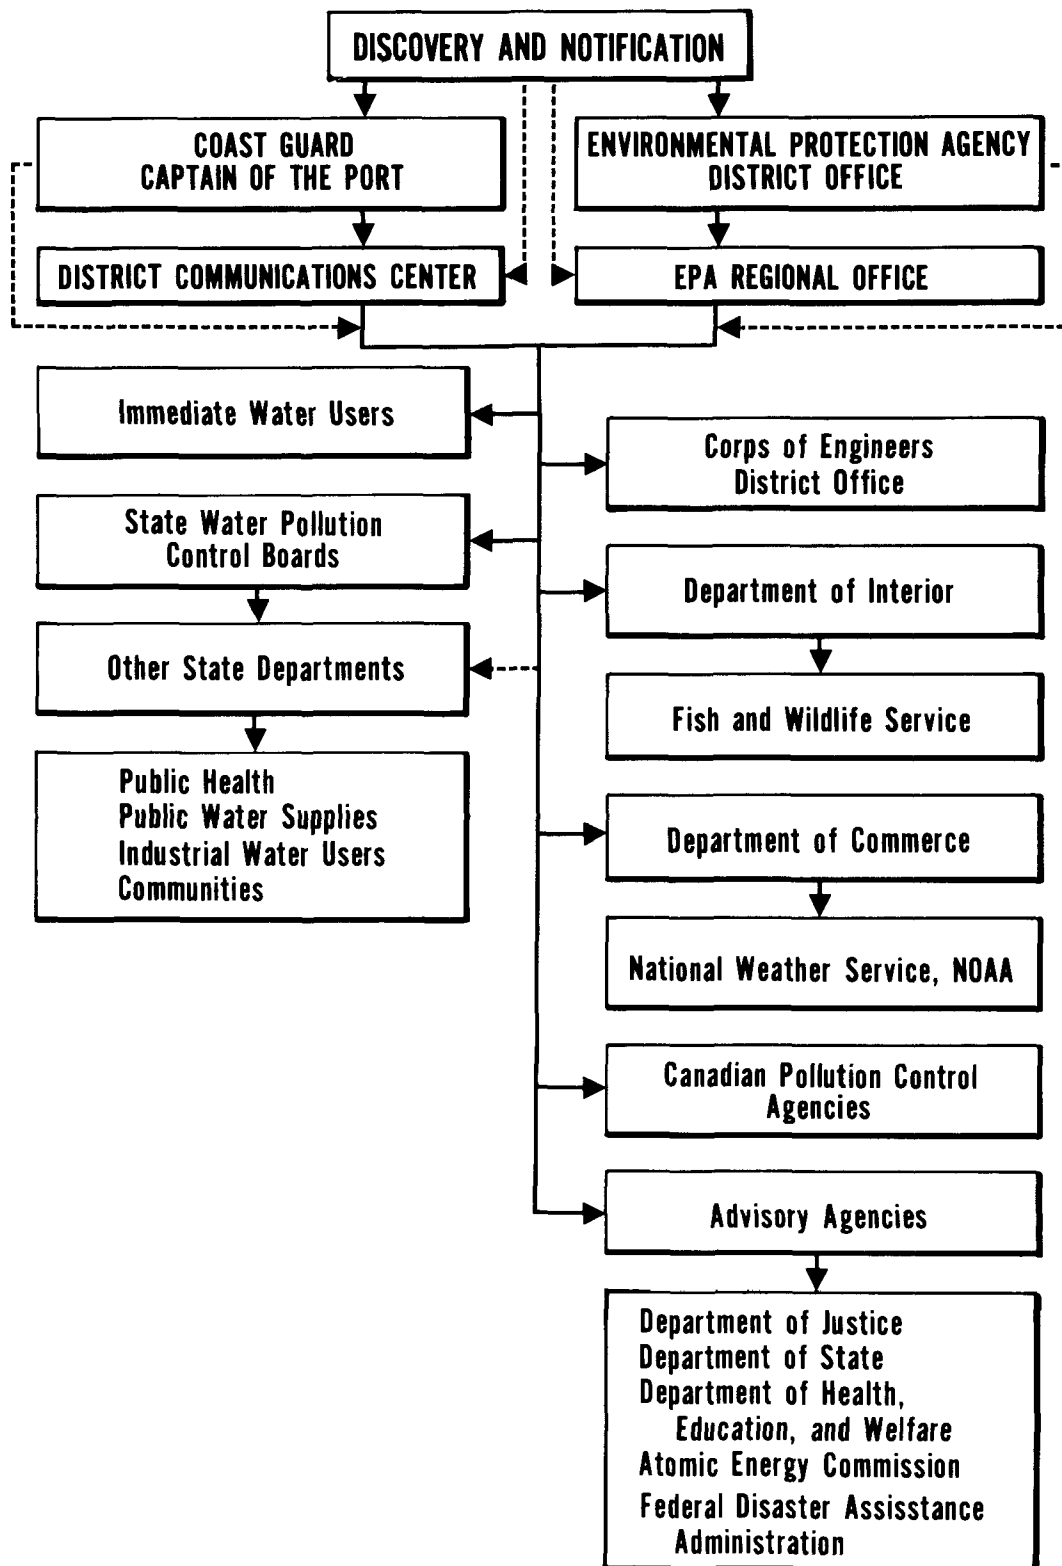 DISCOVERY AND NOTIFICATION
COAST GUARD
CAPTAIN OF THE PORT
ENVIRONMENTAL PROTECTION AGENCY
DISTRICT OFFICE
DISTRICT COMMUNICATIONS CENTER
EPA REGIONAL OFFICE
Immediate Water Users
Corps of Engineers
District Office
State Water Pollution
Control Boards
Department of Interior
Other State Departments
Fish and Wildlife Service
Public Health
Public Water Supplies
Industrial Water Users
Communities
Department of Commerce
National Weather Service, NOAA
Canadian Pollution Control
Agencies
Advisory Agencies
Department of Justice
Department of State
Department of Health,
Education, and Welfare
Atomic Energy Commission
Federal Disaster Assisstance
Administration